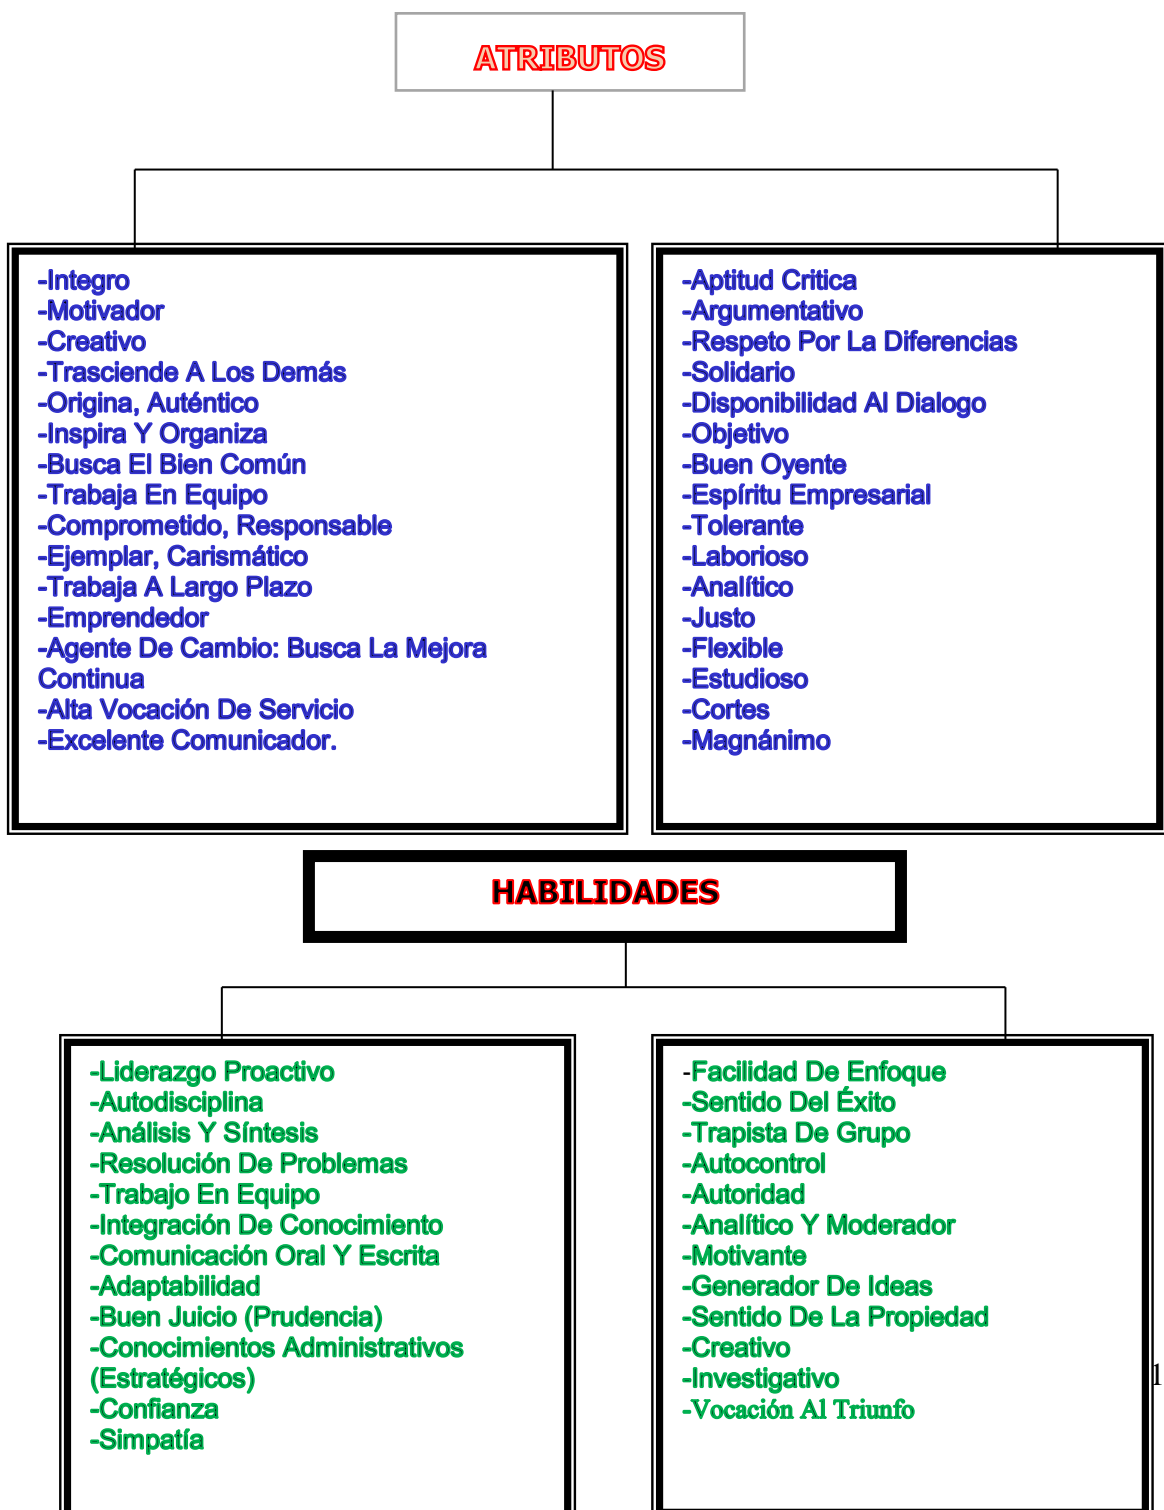 ATRIBUTOS
-Integro
-Motivador
-Creativo
-Trasciende A Los Demás
-Origina, Auténtico
-Inspira Y Organiza
-Busca El Bien Común
-Trabaja En Equipo
-Comprometido, Responsable
-Ejemplar, Carismático
-Trabaja A Largo Plazo
-Emprendedor
-Agente De Cambio: Busca La Mejora
Continua
-Alta Vocación De Servicio
-Excelente Comunicador.
-Aptitud Critica
-Argumentativo
-Respeto Por La Diferencias
-Solidario
-Disponibilidad Al Dialogo
-Objetivo
-Buen Oyente
-Espíritu Empresarial
-Tolerante
-Laborioso
-Analítico
-Justo
-Flexible
-Estudioso
-Cortes
-Magnánimo
HABILIDADES
-Liderazgo Proactivo
-Autodisciplina
-Análisis Y Síntesis
-Resolución De Problemas
-Trabajo En Equipo
-Integración De Conocimiento
-Comunicación Oral Y Escrita
-Adaptabilidad
-Buen Juicio (Prudencia)
-Conocimientos Administrativos
(Estratégicos)
-Confianza
-Simpatía
-Facilidad De Enfoque
-Sentido Del Éxito
-Trapista De Grupo
-Autocontrol
-Autoridad
-Analítico Y Moderador
-Motivante
-Generador De Ideas
-Sentido De La Propiedad
-Creativo
-Investigativo
-Vocación Al Triunfo
1